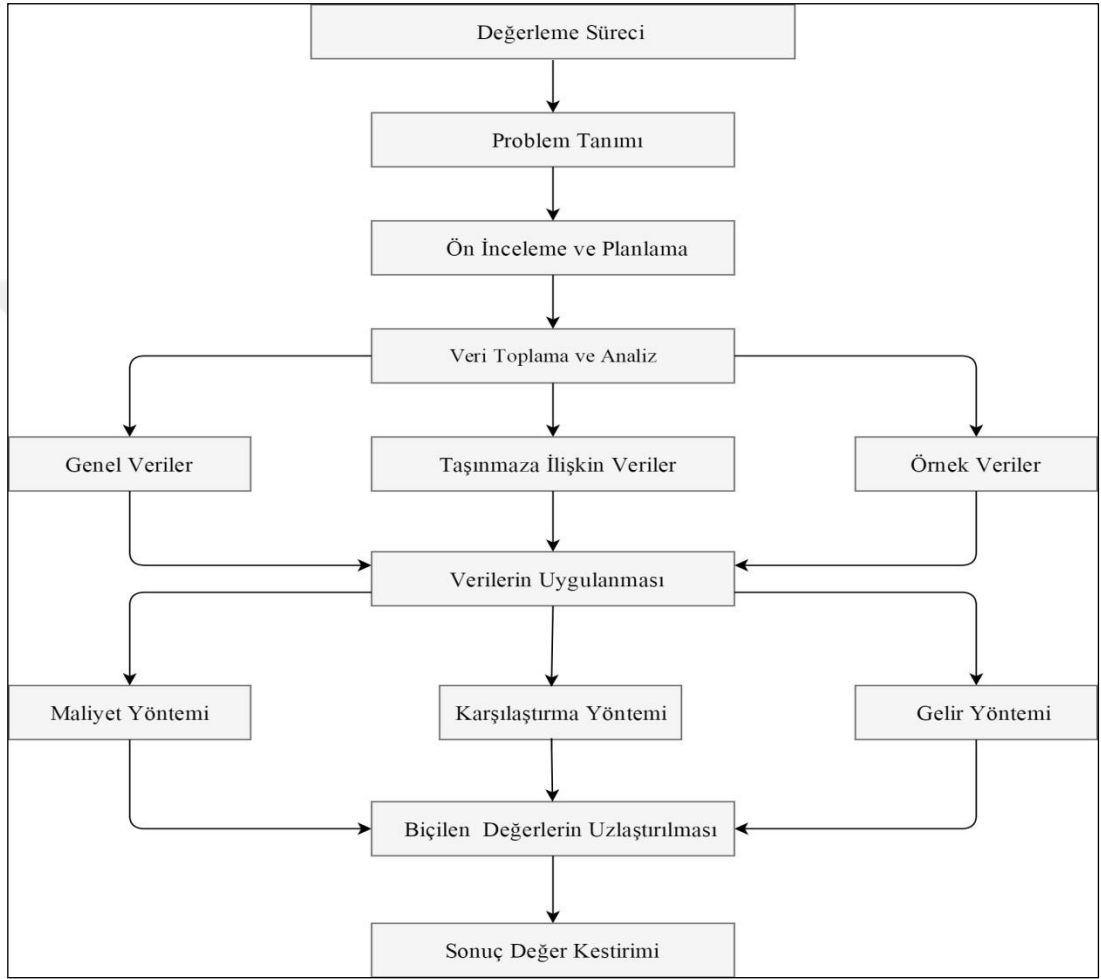 Değerleme Süreci
Problem Tanımı
Ön İnceleme ve Planlama
Veri Toplama ve Analiz
Genel Veriler
Taşınmaza İlişkin Veriler
Örnek Veriler
Verilerin Uygulanması
Maliyet Yöntemi
Karşılaştırma Yöntemi
Gelir Yöntemi
Biçilen Değerlerin Uzlaştırılması
Sonuç Değer Kestirimi